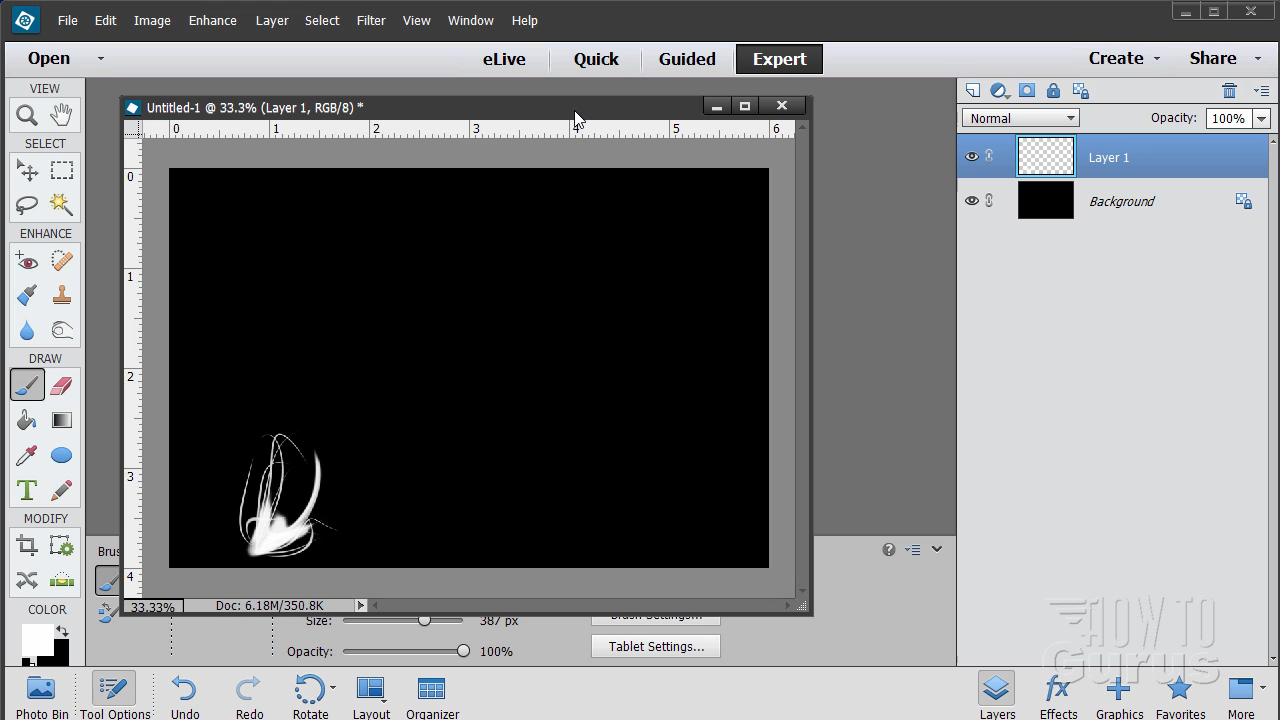 File Edit Image Enhance Layer Select Filter View Window Help
Open eLive Quick Guided Expert Create Share
VIEW
SELECT
ENHANCE
DRAW
MODIFY
COLOR
Untitled-1 @ 33.3% (Layer 1, RGB/8) *
0 1 2 3 4 5 6
0
1
2
3
4
33.33% Doc: 6.18M/350.8K
Normal Opacity: 100%
Layer 1
Background
Brus
Size: 387 px
Brush Settings...
Opacity: 100%
Tablet Settings...
HOW TO
Gurus
Photo Bin Tool Options Undo Redo Rotate Layout Organizer Layers Effects Graphics Favorites More